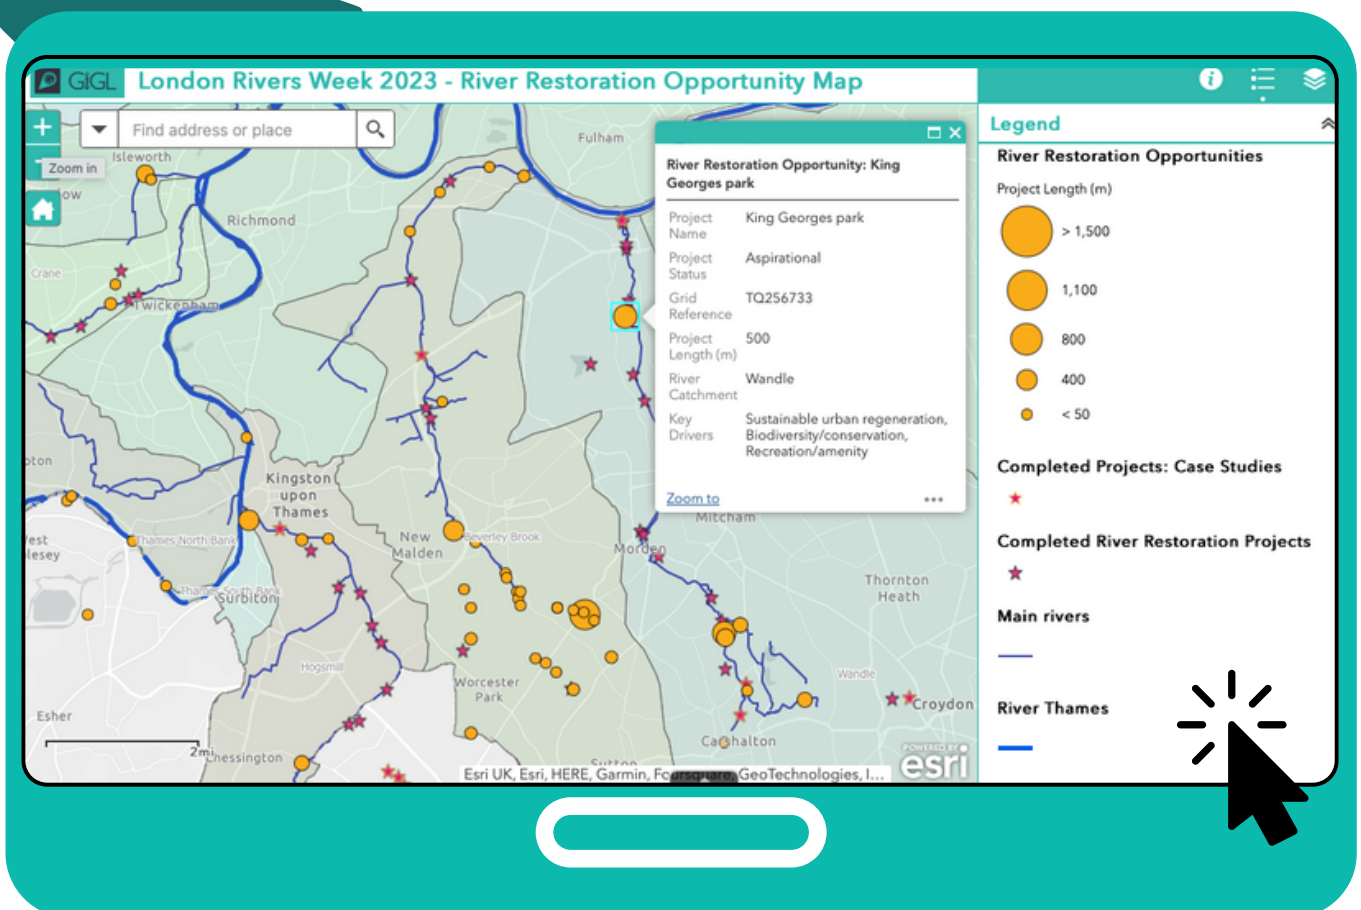 GiGL London Rivers Week 2023 - River Restoration Opportunity Map
i
+
Find address or place
Zoom in
Isleworth
ow
Richmond
Fulham
Crane
Twickenham
pton
Kingston
upon
Thames
New
Malden
Beverley Brook
Thames North Bank
Thames South Bank
Surbiton
lesey
Hogsmill
Worcester
Park
Esher
Chessington
2mi
Mitcham
Morden
Thornton
Heath
Wandle
Croydon
Carshalton
Sutton
Esri UK, Esri, HERE, Garmin, Foursquare, GeoTechnologies, I...
POWERED BY
esri
River Restoration Opportunity: King
Georges park
Project Name King Georges park
Project Status Aspirational
Grid Reference TQ256733
Project Length (m) 500
River Catchment Wandle
Key Drivers Sustainable urban regeneration,
Biodiversity/conservation,
Recreation/amenity
Zoom to
Legend
River Restoration Opportunities
Project Length (m)
> 1,500
1,100
800
400
< 50
Completed Projects: Case Studies
Completed River Restoration Projects
Main rivers
River Thames